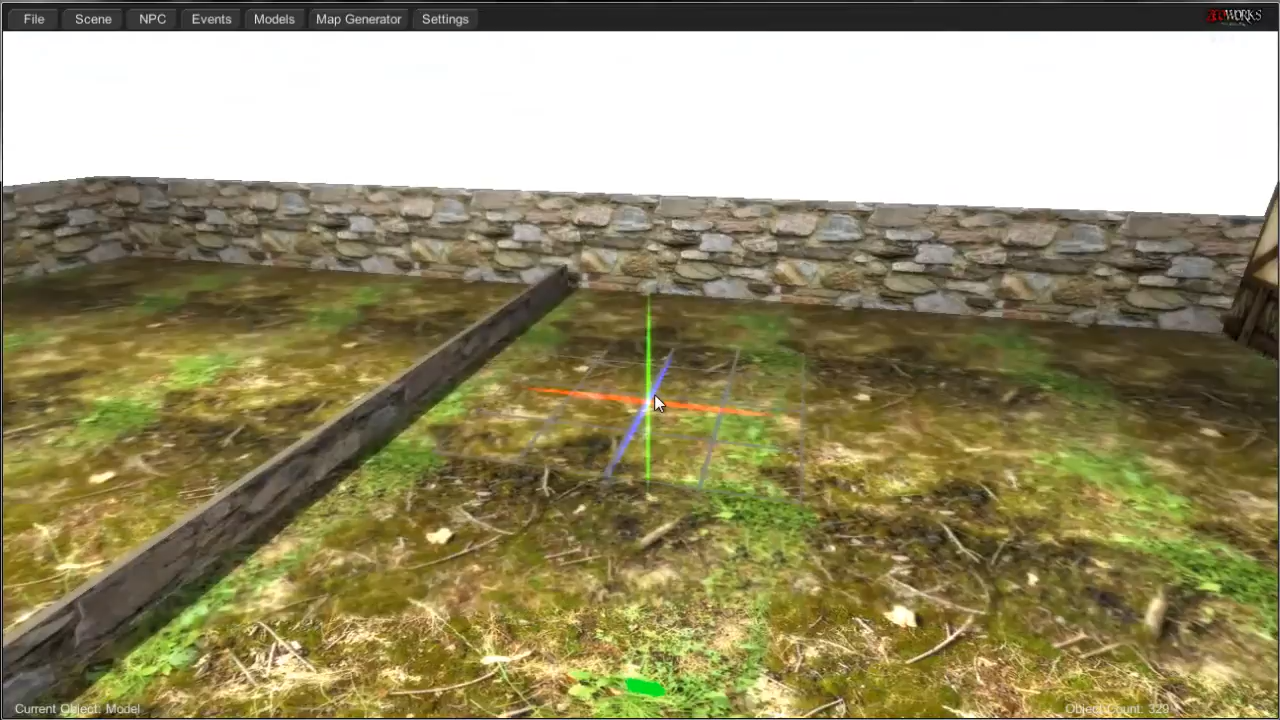 File Scene NPC Events Models Map Generator Settings
Current Object: Model
Object Count: 329